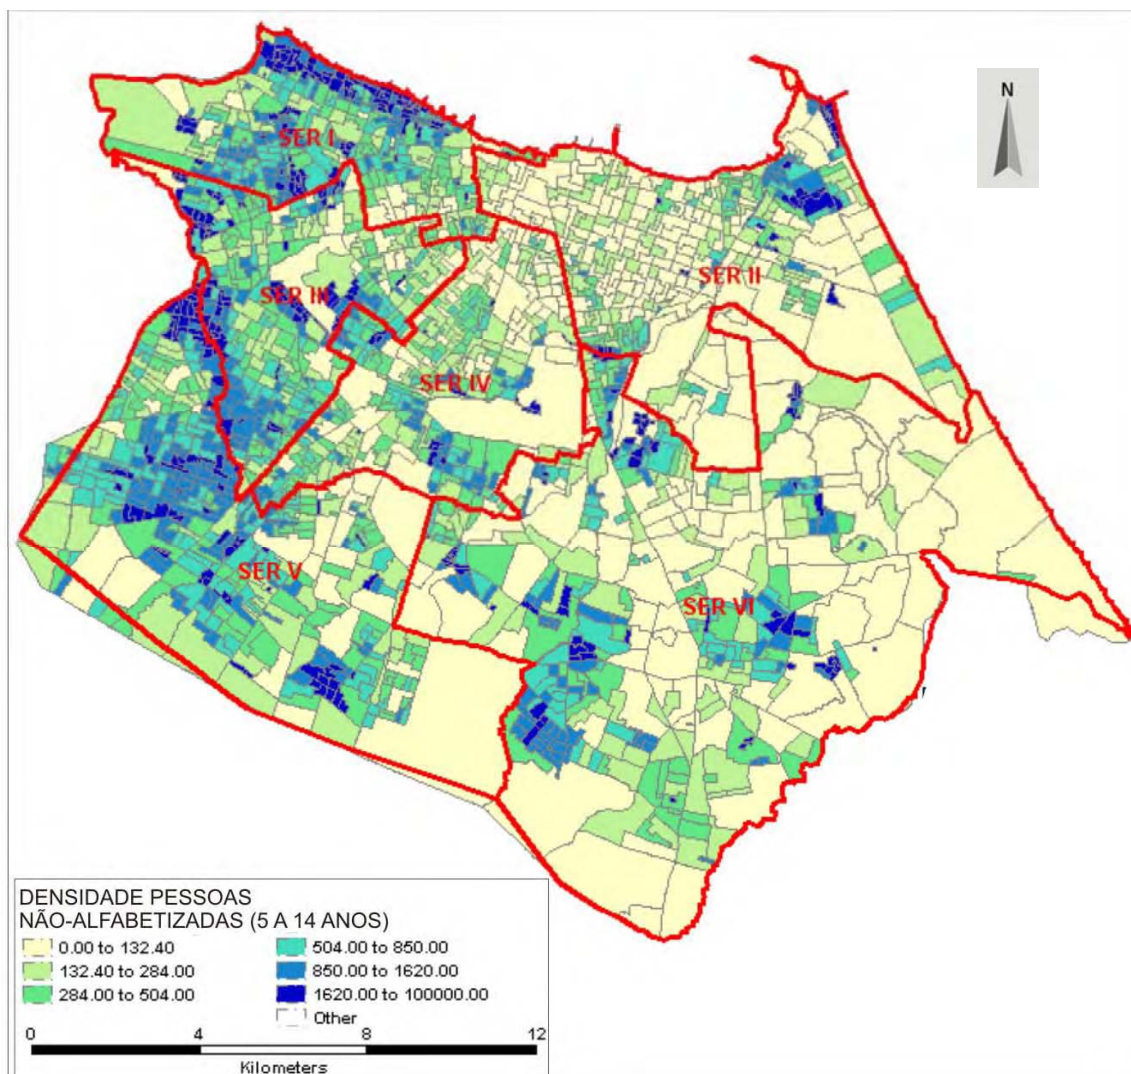 N
SER I
SER II
SER III
SER IV
SER V
SER VI
DENSIDADE PESSOAS
NÃO-ALFABETIZADAS (5 A 14 ANOS)
0.00 to 132.40
132.40 to 284.00
284.00 to 504.00
504.00 to 850.00
850.00 to 1620.00
1620.00 to 100000.00
Other
0 4 8 12
Kilometers